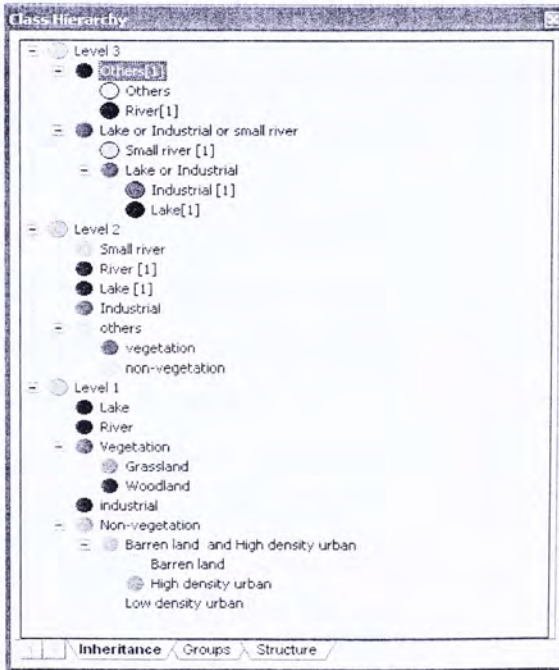 Class Hierarchy
Level 3
Others[1]
Others
River[1]
Lake or Industrial or small river
Small river [1]
Lake or Industrial
Industrial [1]
Lake[1]
Level 2
Small river
River [1]
Lake [1]
Industrial
others
vegetation
non-vegetation
Level 1
Lake
River
Vegetation
Grassland
Woodland
industrial
Non-vegetation
Barren land and High density urban
Barren land
High density urban
Low density urban
Inheritance Groups Structure